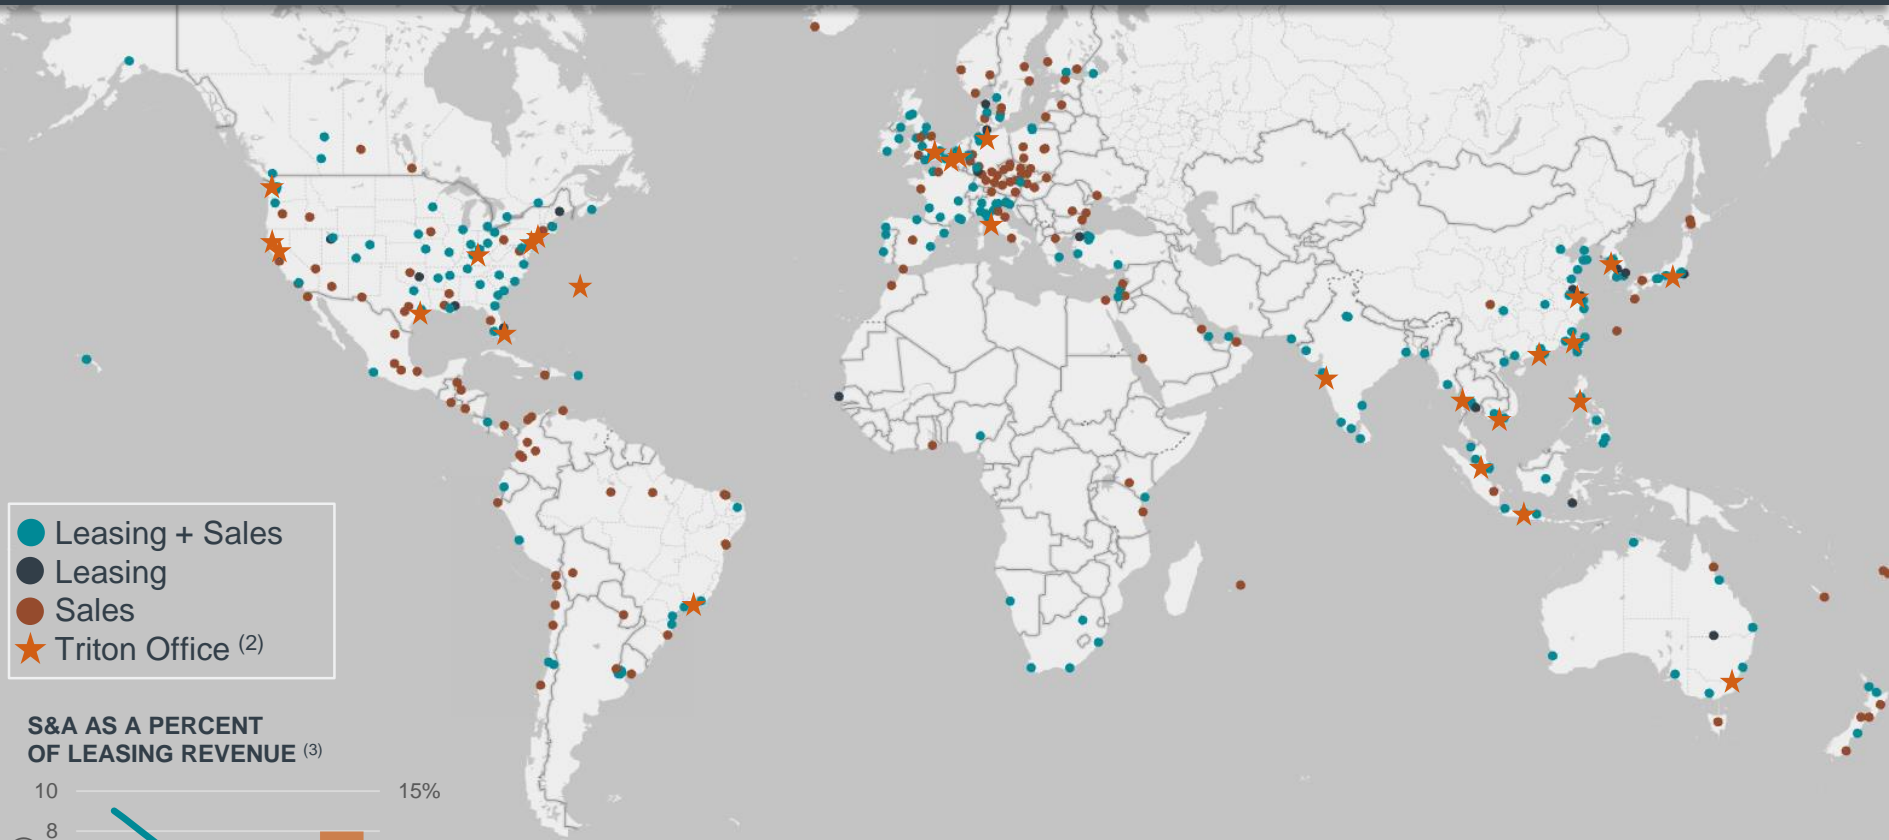 Leasing + Sales
Leasing
Sales
Triton Office (2)
S&A AS A PERCENT
OF LEASING REVENUE (3)
10
15%
8